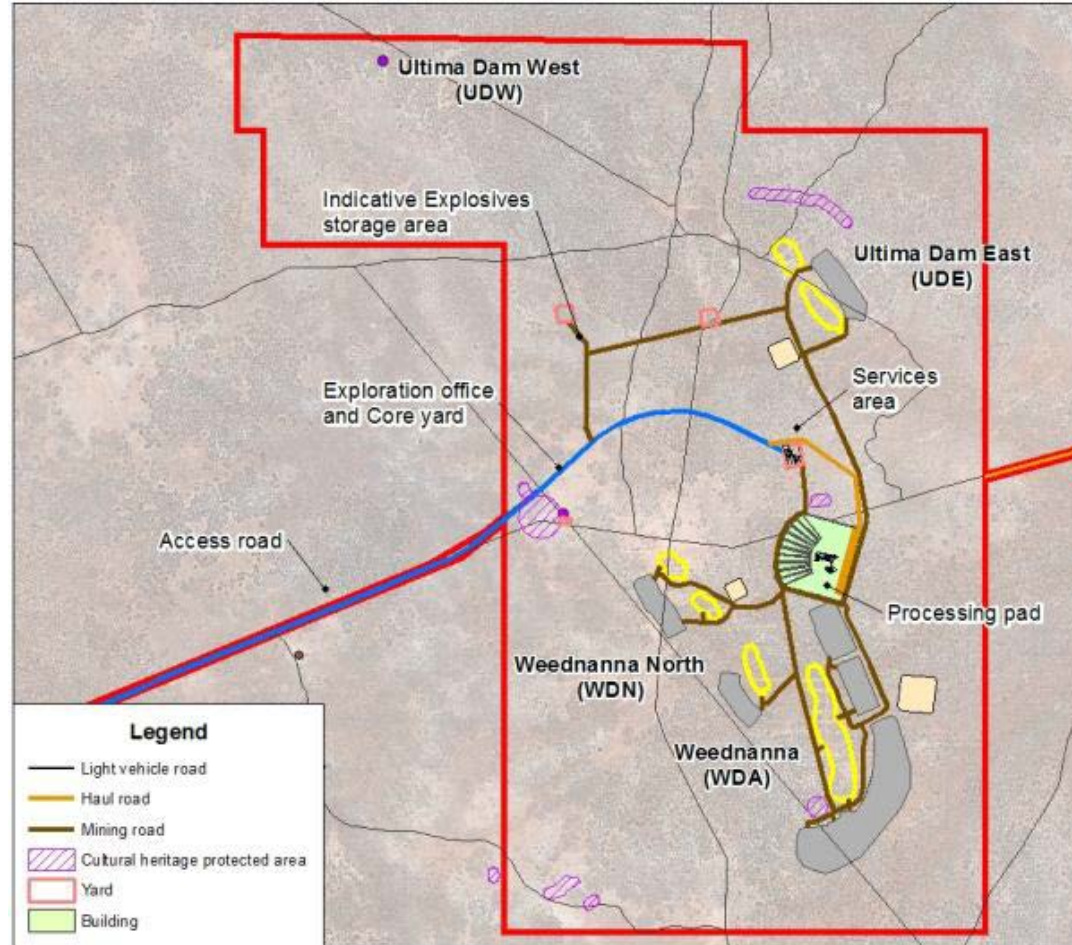 Ultima Dam West
(UDW)
Indicative Explosives
storage area
Ultima Dam East
(UDE)
Exploration office
and Core yard
Services
area
Access road
Processing pad
Weednanna North
(WDN)
Weednanna
(WDA)
Legend
Light vehicle road
Haul road
Mining road
Cultural heritage protected area
Yard
Building